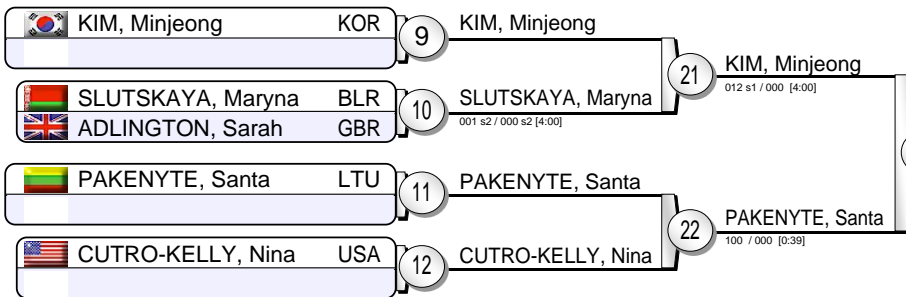 KIM, Minjeong KOR
9
KIM, Minjeong
SLUTSKAYA, Maryna BLR
ADLINGTON, Sarah GBR
10
SLUTSKAYA, Maryna
001 s2 / 000 s2 [4:00]
21
KIM, Minjeong
012 s1 / 000 [4:00]
PAKENYTE, Santa LTU
11
PAKENYTE, Santa
CUTRO-KELLY, Nina USA
12
CUTRO-KELLY, Nina
22
PAKENYTE, Santa
100 / 000 [0:39]